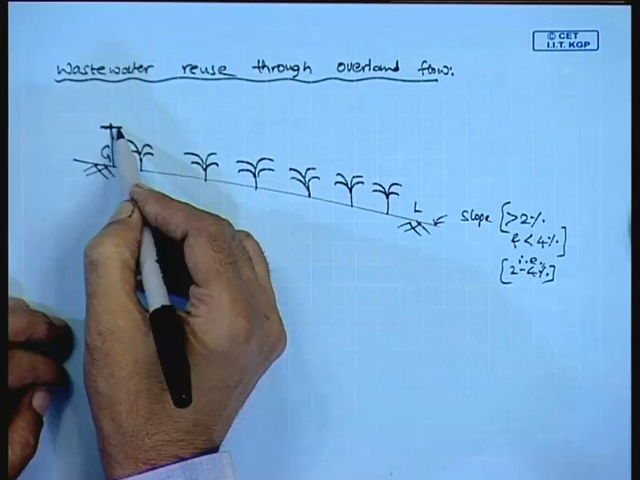 © CET
I.I.T. KGP
Wastewater reuse through overland flow:
G
L
slope [>2%.
& < 4%.]
i.e.
[2-4%]